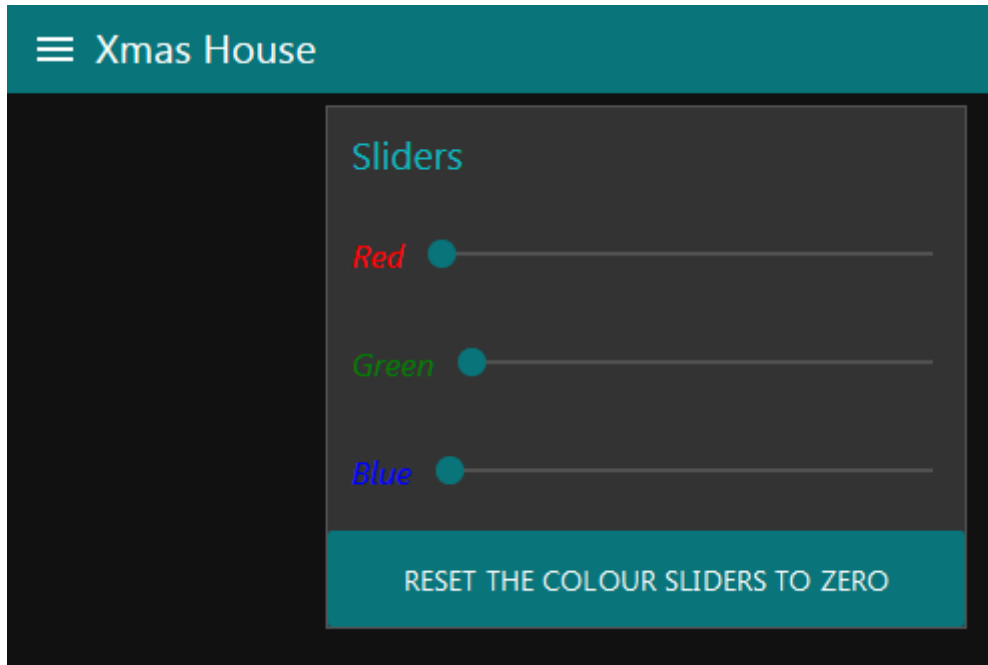 Xmas House
Sliders
Red
Green
Blue
RESET THE COLOUR SLIDERS TO ZERO